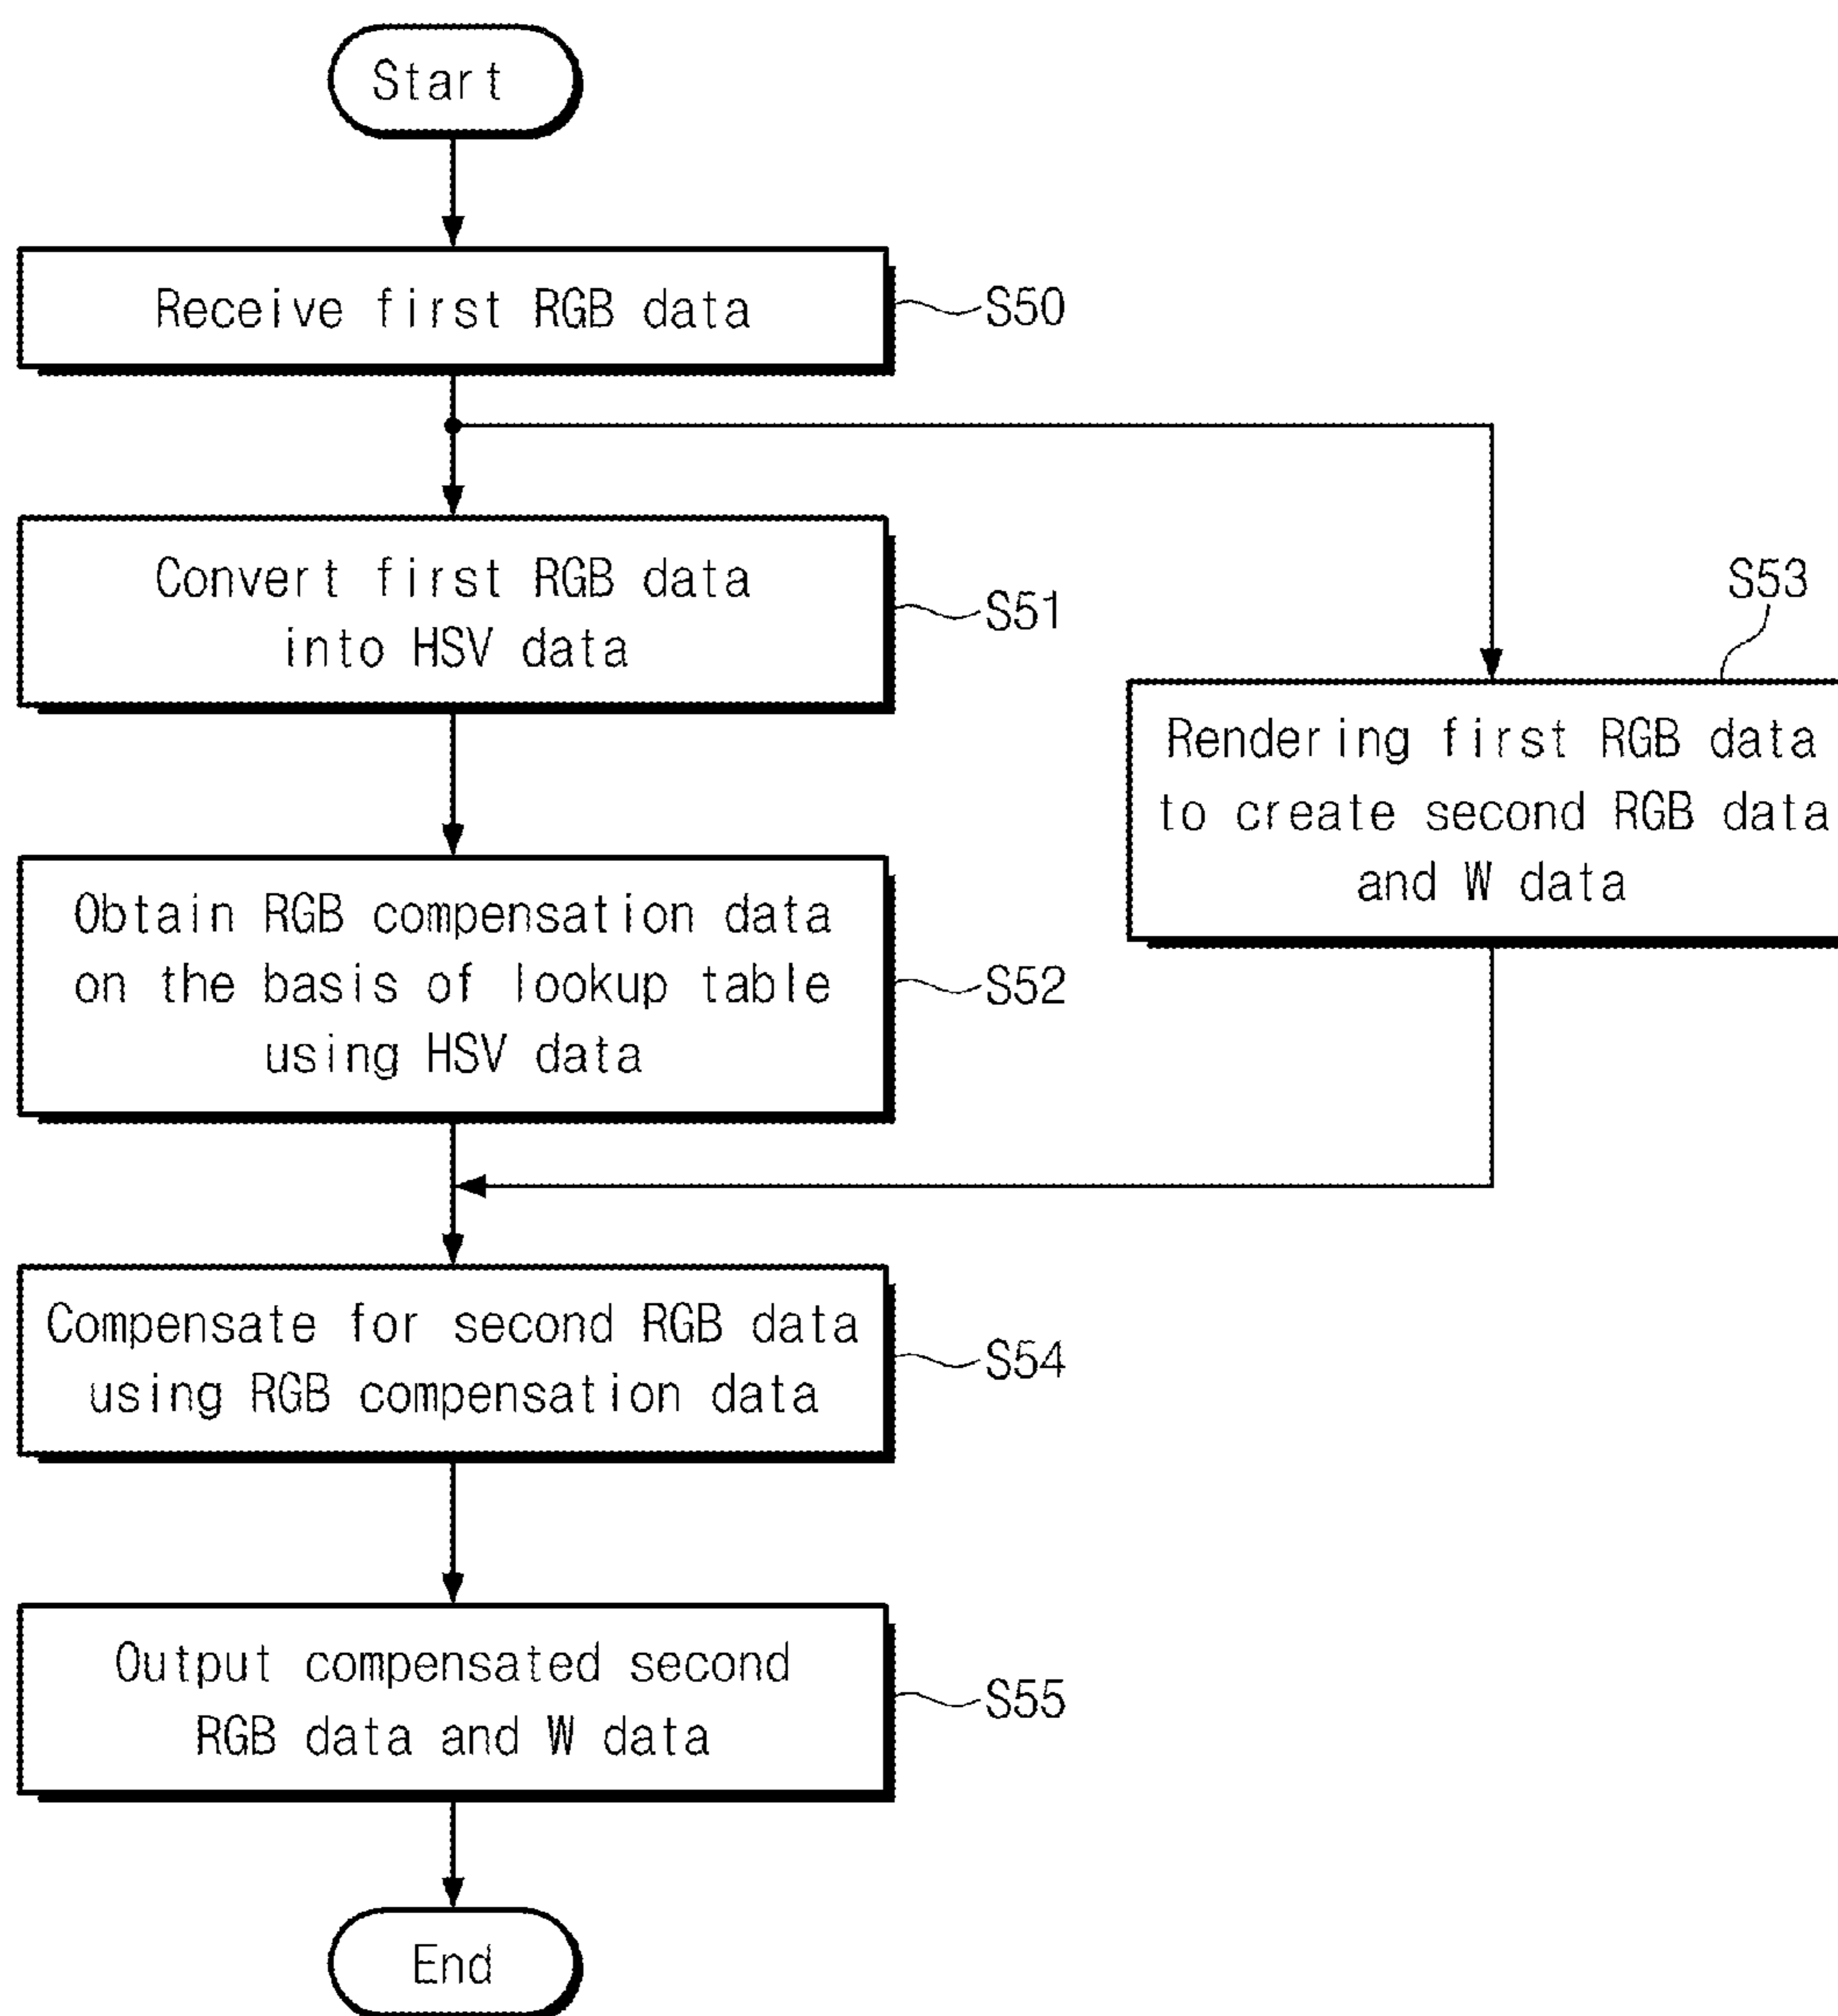 Start
Receive first RGB data
S50
Convert first RGB data
into HSV data
S51
S53
Rendering first RGB data
to create second RGB data
and W data
Obtain RGB compensation data
on the basis of lookup table
using HSV data
S52
Compensate for second RGB data
using RGB compensation data
S54
Output compensated second
RGB data and W data
S55
End